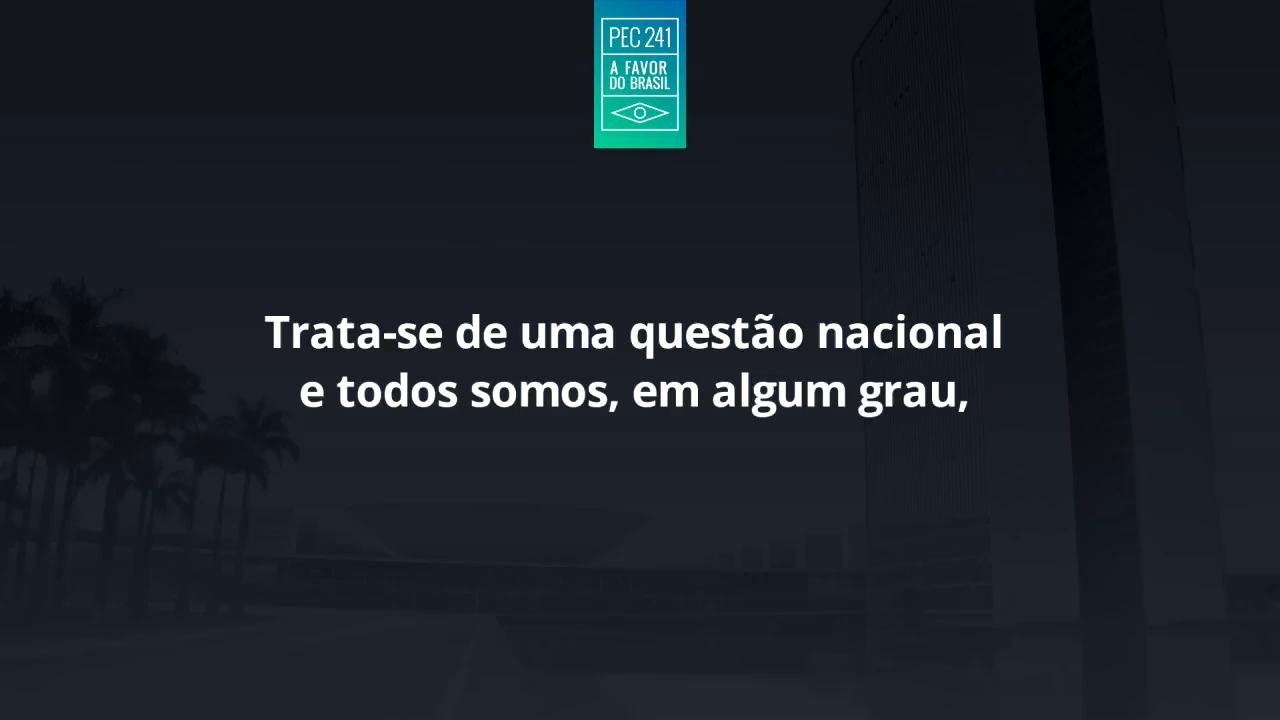 PEC 241
A FAVOR
DO BRASIL
Trata-se de uma questão nacional
e todos somos, em algum grau,